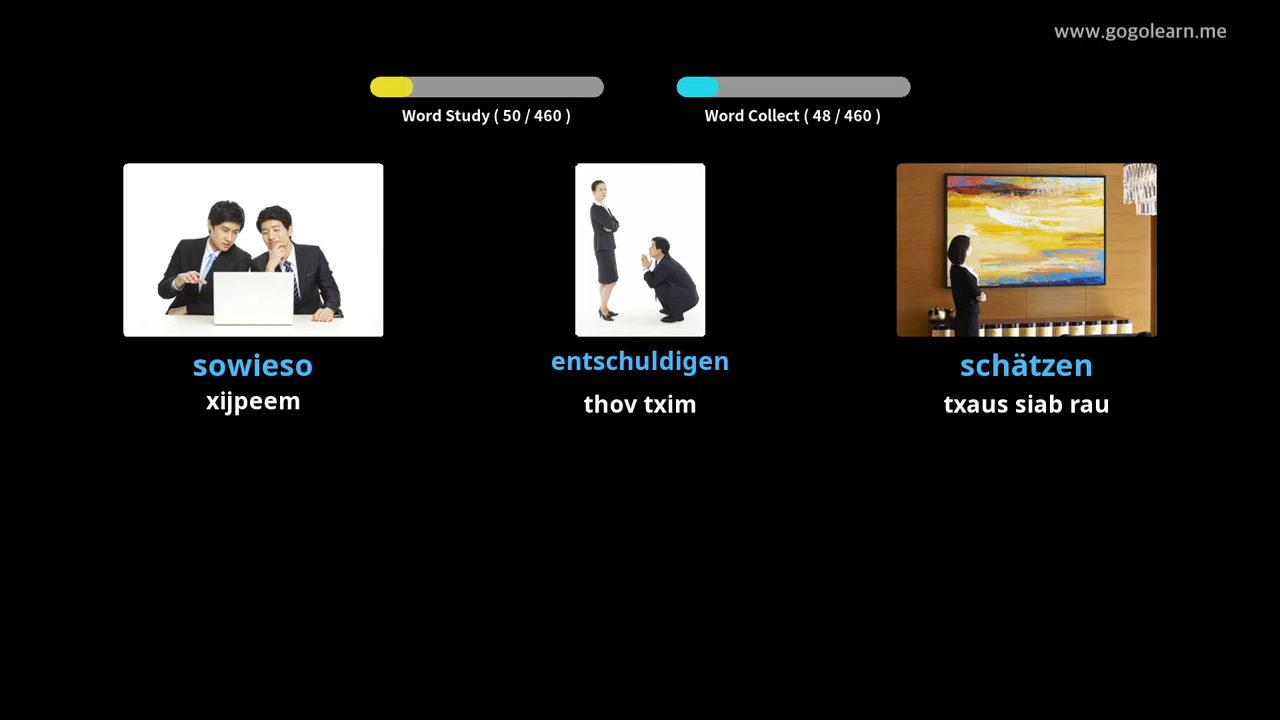 www.gogolearn.me
Word Study ( 50 / 460 )
Word Collect ( 48 / 460 )
sowieso
xijpeem
entschuldigen
thov txim
schätzen
txaus siab rau